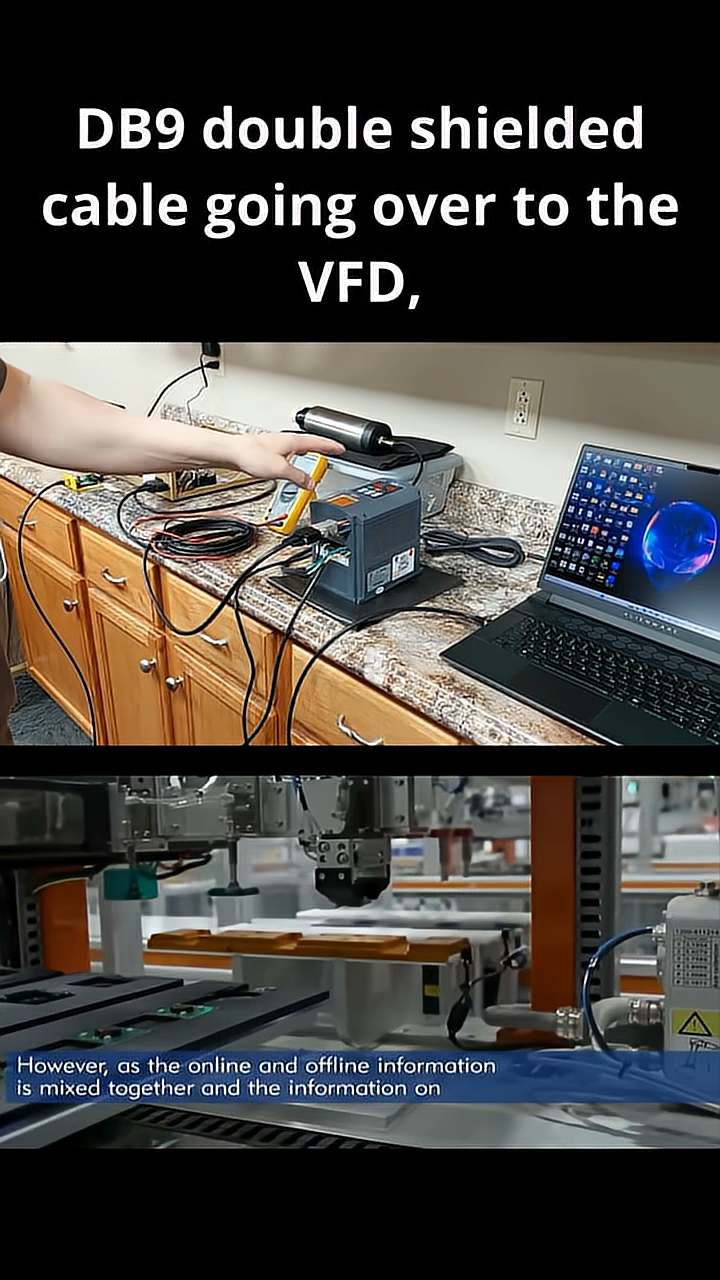 DB9 double shielded
cable going over to the
VFD,
ALIENWARE
However, as the online and offline information
is mixed together and the information on